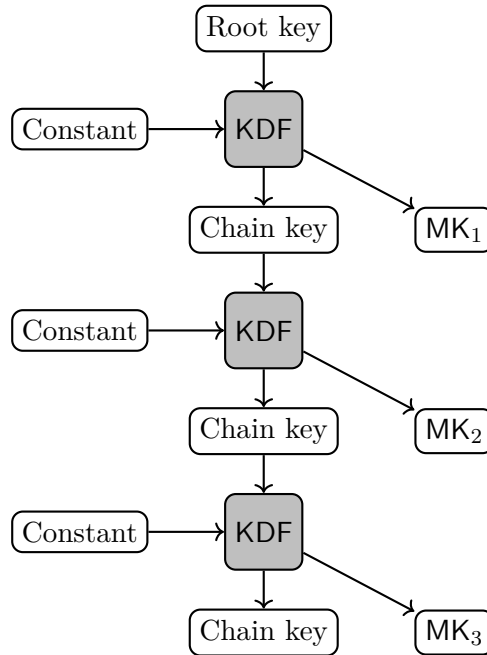 Root key
Constant
KDF
MK₁
Chain key
Constant
KDF
MK₂
Chain key
Constant
KDF
MK₃
Chain key